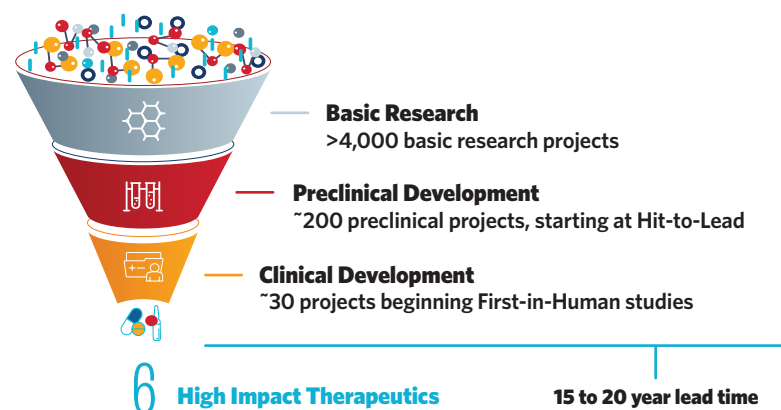 Basic Research
>4,000 basic research projects
Preclinical Development
~200 preclinical projects, starting at Hit-to-Lead
Clinical Development
~30 projects beginning First-in-Human studies
6 High Impact Therapeutics
15 to 20 year lead time